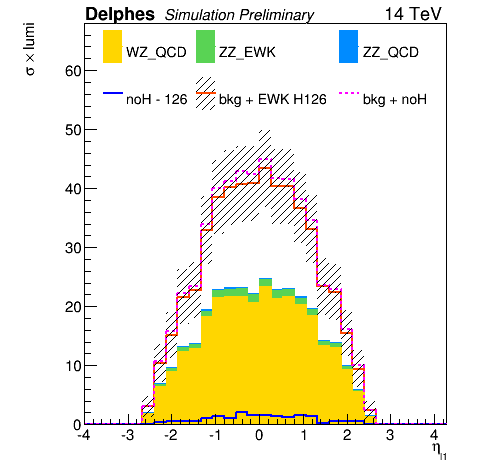 Delphes Simulation Preliminary 14 TeV
σ × lumi
WZ_QCD ZZ_EWK ZZ_QCD
noH - 126 bkg + EWK H126 bkg + noH
60
50
40
30
20
10
0
-4 -3 -2 -1 0 1 2 3 4
η_l1